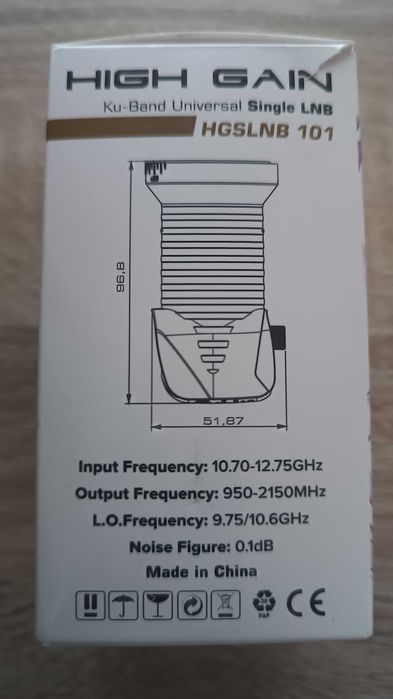 HIGH GAIN
Ku-Band Universal Single LNB
HGSLNB 101
96,8
51,87
Input Frequency: 10.70-12.75GHz
Output Frequency: 950-2150MHz
L.O.Frequency: 9.75/10.6GHz
Noise Figure: 0.1dB
Made in China
PAP
CE